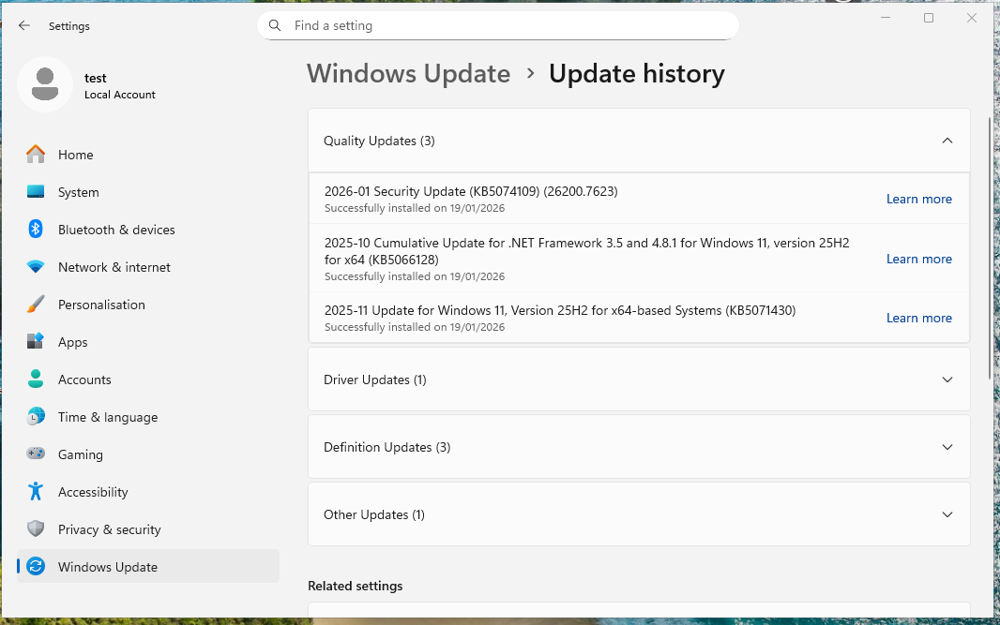 Settings
Find a setting
test
Local Account
Home
System
Bluetooth & devices
Network & internet
Personalisation
Apps
Accounts
Time & language
Gaming
Accessibility
Privacy & security
Windows Update
Windows Update > Update history
Quality Updates (3)
2026-01 Security Update (KB5074109) (26200.7623)
Successfully installed on 19/01/2026
Learn more
2025-10 Cumulative Update for .NET Framework 3.5 and 4.8.1 for Windows 11, version 25H2
for x64 (KB5066128)
Successfully installed on 19/01/2026
Learn more
2025-11 Update for Windows 11, Version 25H2 for x64-based Systems (KB5071430)
Successfully installed on 19/01/2026
Learn more
Driver Updates (1)
Definition Updates (3)
Other Updates (1)
Related settings